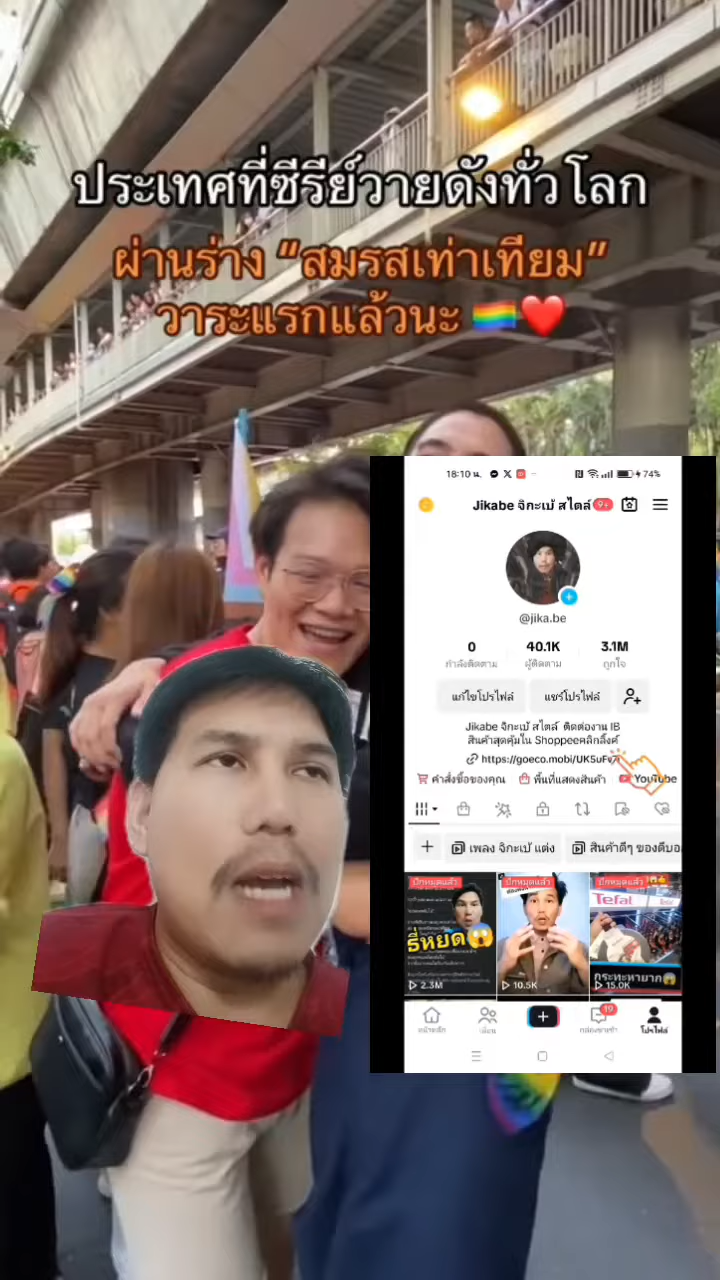 ประเทศที่ซีรีย์วายดังทั่วโลก
ผ่านร่าง “สมรสเท่าเทียม”
วาระแรกแล้วนะ 🏳️‍🌈❤️
18:10 น.
74%
Jikabe จิกะเบ้ สไตล์ 9+
@jika.be
0 40.1K 3.1M
กำลังติดตาม ผู้ติดตาม ถูกใจ
แก้ไขโปรไฟล์ แชร์โปรไฟล์
Jikabe จิกะเบ้ สไตล์ ติดต่องาน IB
สินค้าสุดคุ้มใน Shoppeeคลิกลิ้งค์
https://goeco.mobi/UK5uFv7i
คำสั่งซื้อของคุณ พื้นที่แสดงสินค้า YouTube
เพลง จิกะเบ้ แต่ง สินค้าดีๆ ของดีบอ
ปักหมุดแล้ว ปักหมุดแล้ว ปักหมุดแล้ว
Tefal
ธี่หยด😱
กระทะหายาก😱
2.3M 10.5K 15.0K
19
หน้าหลัก เพื่อน กล่องขาเข้า โปรไฟล์